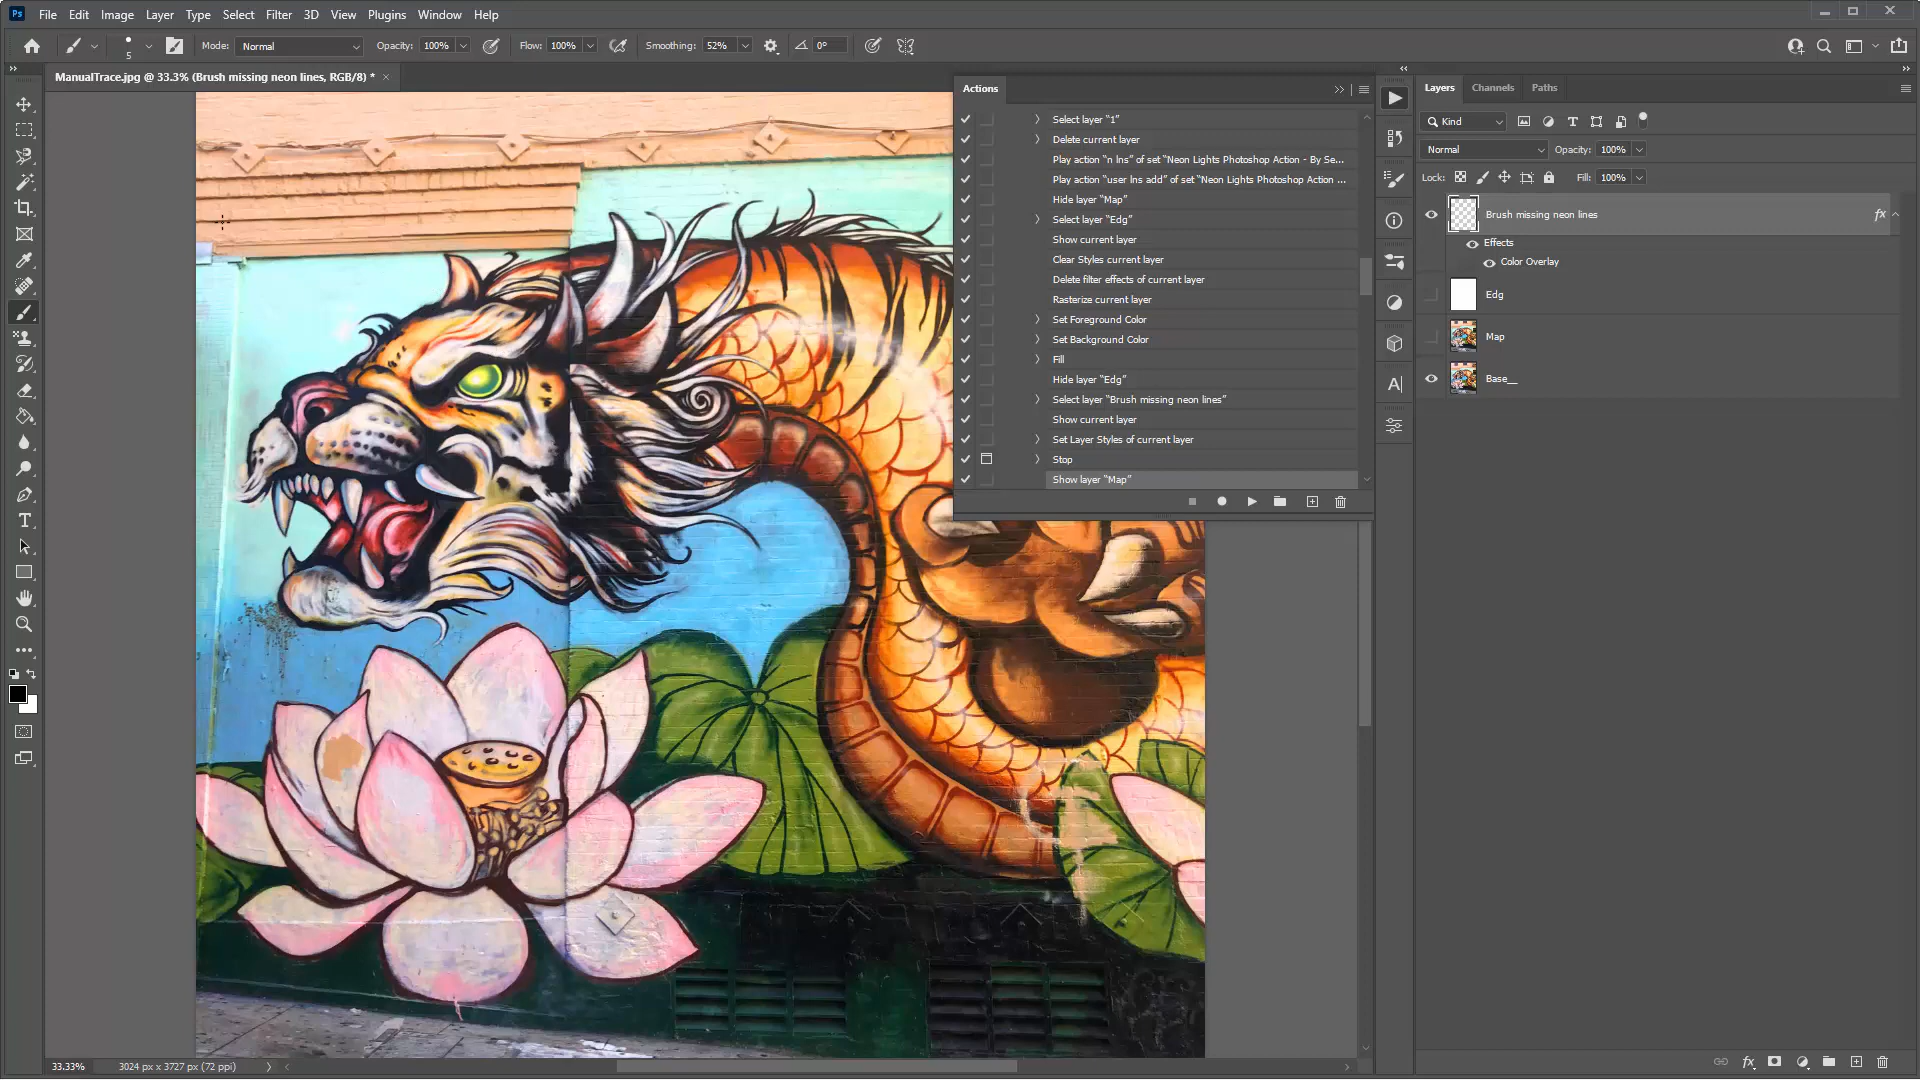 Ps File Edit Image Layer Type Select Filter 3D View Plugins Window Help
5 Mode: Normal Opacity: 100% Flow: 100% Smoothing: 52% 0°
ManualTrace.jpg @ 33.3% (Brush missing neon lines, RGB/8) *
Actions
Select layer "1"
Delete current layer
Play action "n lns" of set "Neon Lights Photoshop Action - By Se...
Play action "user lns add" of set "Neon Lights Photoshop Action ...
Hide layer "Map"
Select layer "Edg"
Show current layer
Clear Styles current layer
Delete filter effects of current layer
Rasterize current layer
Set Foreground Color
Set Background Color
Fill
Hide layer "Edg"
Select layer "Brush missing neon lines"
Show current layer
Set Layer Styles of current layer
Stop
Show layer "Map"
Layers Channels Paths
Kind
Normal Opacity: 100%
Lock: Fill: 100%
Brush missing neon lines fx
Effects
Color Overlay
Edg
Map
Base__
33.33% 3024 px x 3727 px (72 ppi)
fx